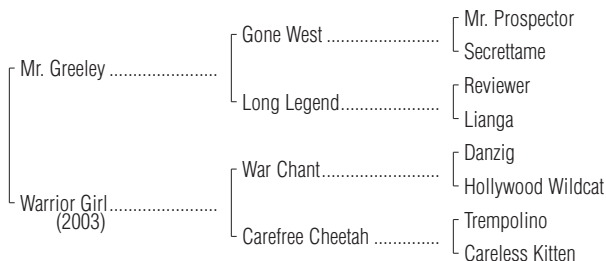 Mr. Prospector
Gone West ......................
Secrettame
Mr. Greeley .....................
Reviewer
Long Legend...................
Lianga
Danzig
War Chant.......................
Hollywood Wildcat
Warrior Girl.....................
(2003)
Trempolino
Carefree Cheetah .............
Careless Kitten